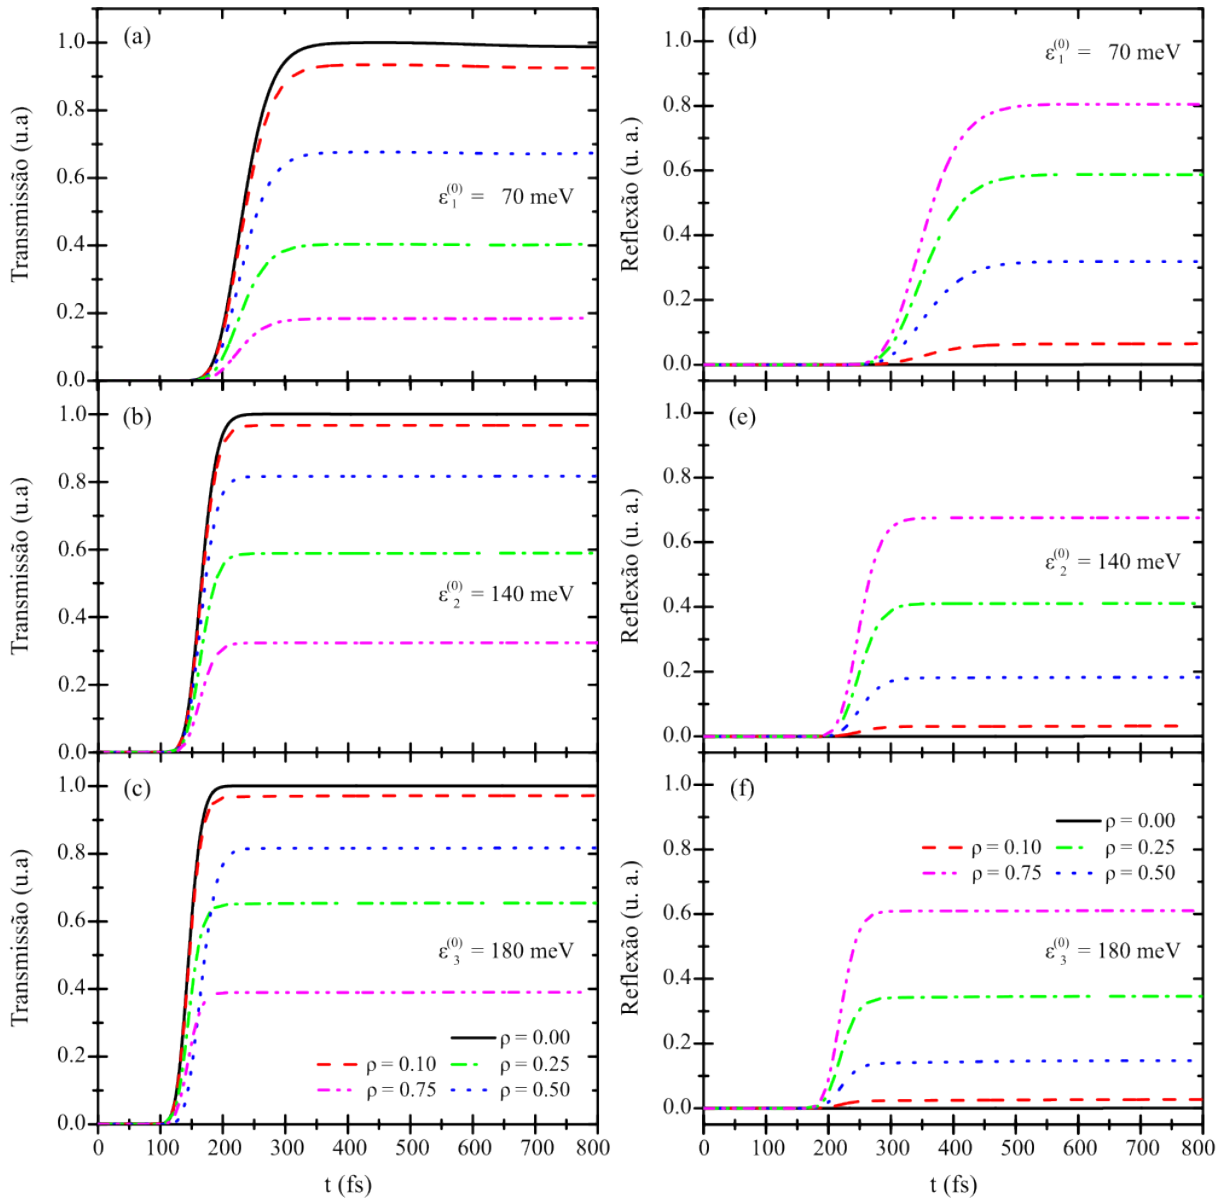 (a)
Transmissão (u.a)
1.0
0.8
0.6
0.4
0.2
0.0
ε₁⁽⁰⁾ = 70 meV
(d)
Reflexão (u. a.)
1.0
0.8
0.6
0.4
0.2
0.0
ε₁⁽⁰⁾ = 70 meV
(b)
Transmissão (u.a)
1.0
0.8
0.6
0.4
0.2
0.0
ε₂⁽⁰⁾ = 140 meV
(e)
Reflexão (u. a.)
1.0
0.8
0.6
0.4
0.2
0.0
ε₂⁽⁰⁾ = 140 meV
(c)
Transmissão (u.a)
1.0
0.8
0.6
0.4
0.2
0.0
ε₃⁽⁰⁾ = 180 meV
ρ = 0.00
ρ = 0.10 ρ = 0.25
ρ = 0.75 ρ = 0.50
0 100 200 300 400 500 600 700 800
t (fs)
(f)
Reflexão (u. a.)
1.0
0.8
0.6
0.4
0.2
0.0
ρ = 0.00
ρ = 0.10 ρ = 0.25
ρ = 0.75 ρ = 0.50
ε₃⁽⁰⁾ = 180 meV
0 100 200 300 400 500 600 700 800
t (fs)